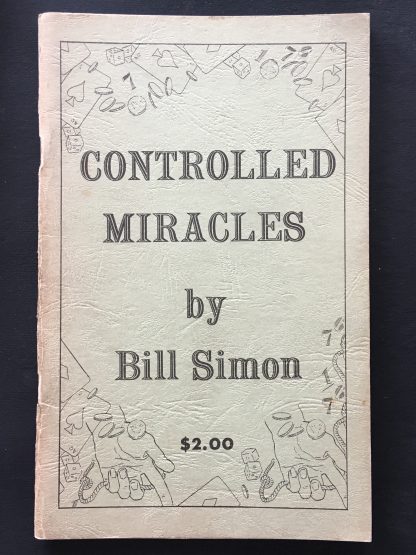 CONTROLLED
MIRACLES
by
Bill Simon
$2.00